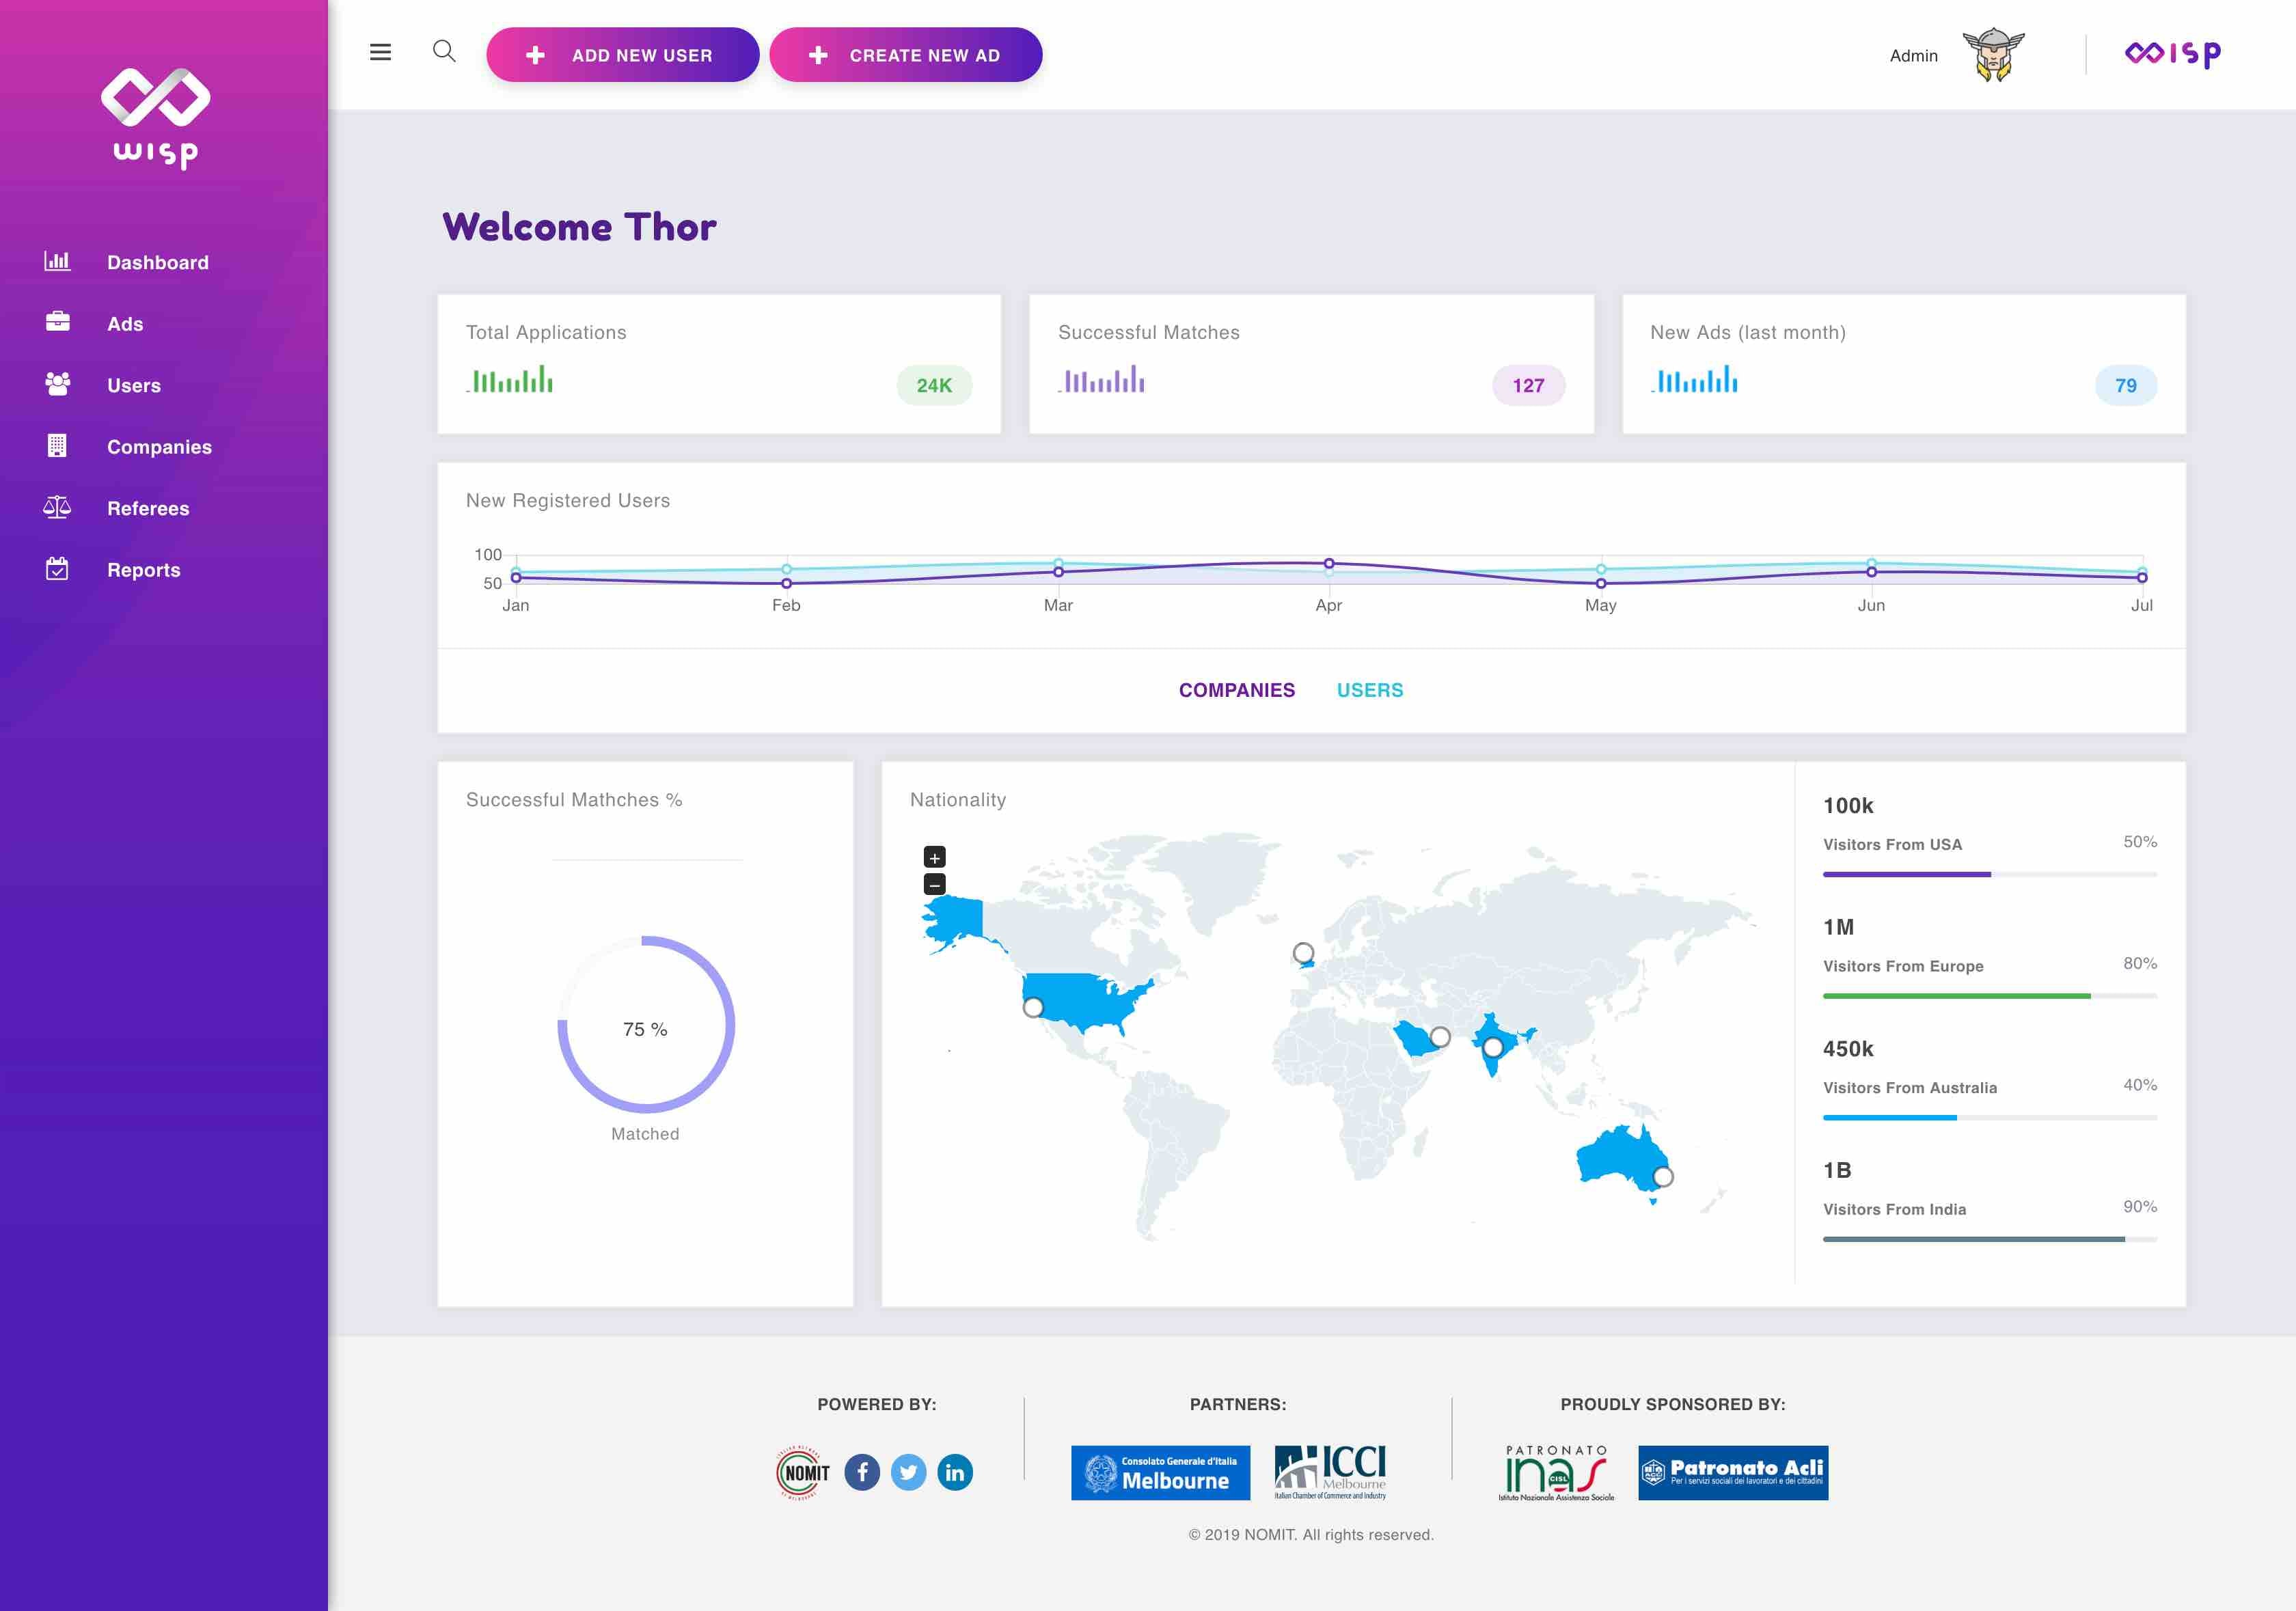 wisp
ADD NEW USER
CREATE NEW AD
Admin
wisp
Dashboard
Ads
Users
Companies
Referees
Reports
Welcome Thor
Total Applications
24K
Successful Matches
127
New Ads (last month)
79
New Registered Users
100
50
Jan Feb Mar Apr May Jun Jul
COMPANIES USERS
Successful Mathches %
75 %
Matched
Nationality
+
−
100k
Visitors From USA 50%
1M
Visitors From Europe 80%
450k
Visitors From Australia 40%
1B
Visitors From India 90%
POWERED BY:
ITALIAN NETWORK
NOMIT
OF MELBOURNE
f
in
PARTNERS:
Consolato Generale d'Italia
Melbourne
ICCI
Melbourne
Italian Chamber of Commerce and Industry
PROUDLY SPONSORED BY:
PATRONATO
inas
CISL
Istituto Nazionale Assistenza Sociale
Patronato Acli
Per i servizi sociali dei lavoratori e dei cittadini
© 2019 NOMIT. All rights reserved.